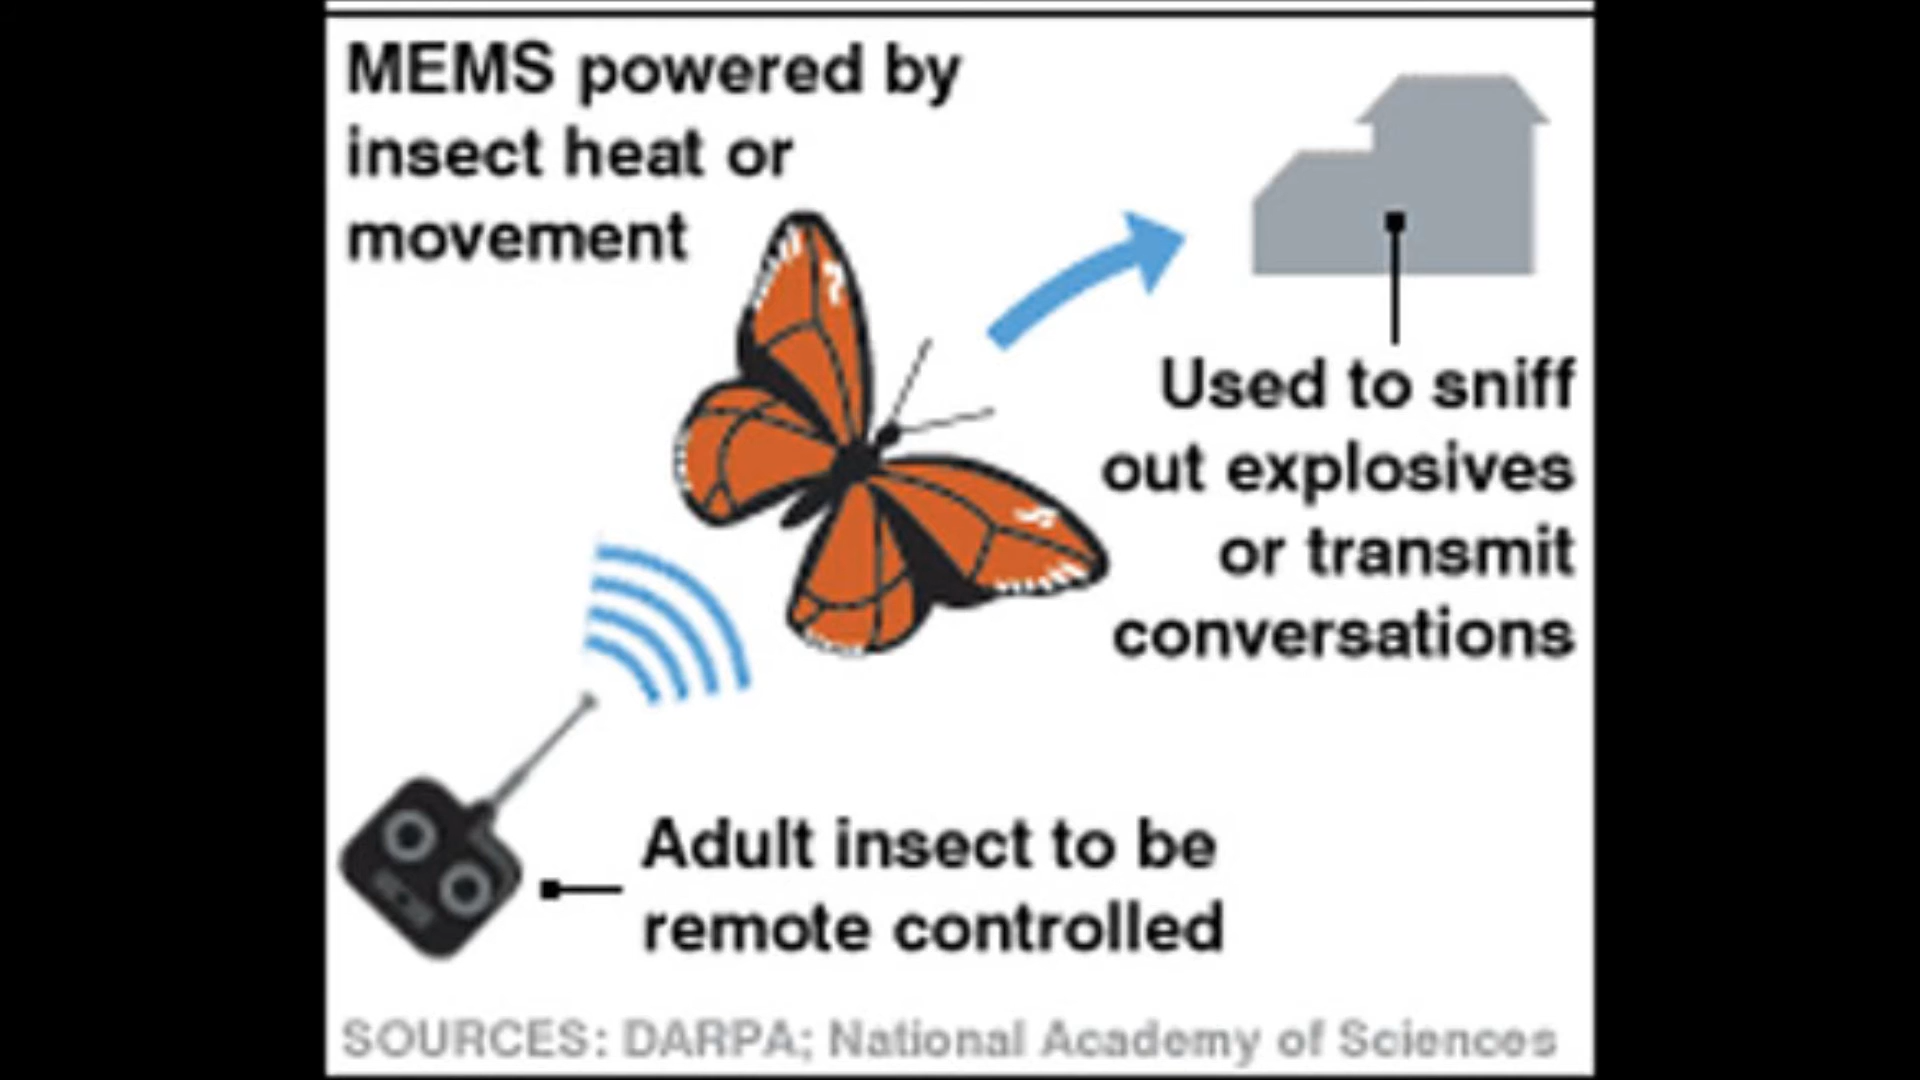 MEMS powered by
insect heat or
movement
Used to sniff
out explosives
or transmit
conversations
Adult insect to be
remote controlled
SOURCES: DARPA; National Academy of Sciences